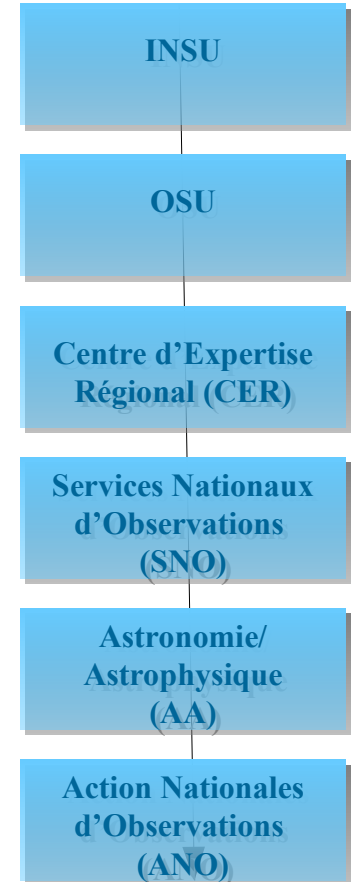 INSU
OSU
Centre d’Expertise
Régional (CER)
Services Nationaux
d’Observations
(SNO)
Astronomie/
Astrophysique
(AA)
Action Nationales
d’Observations
(ANO)